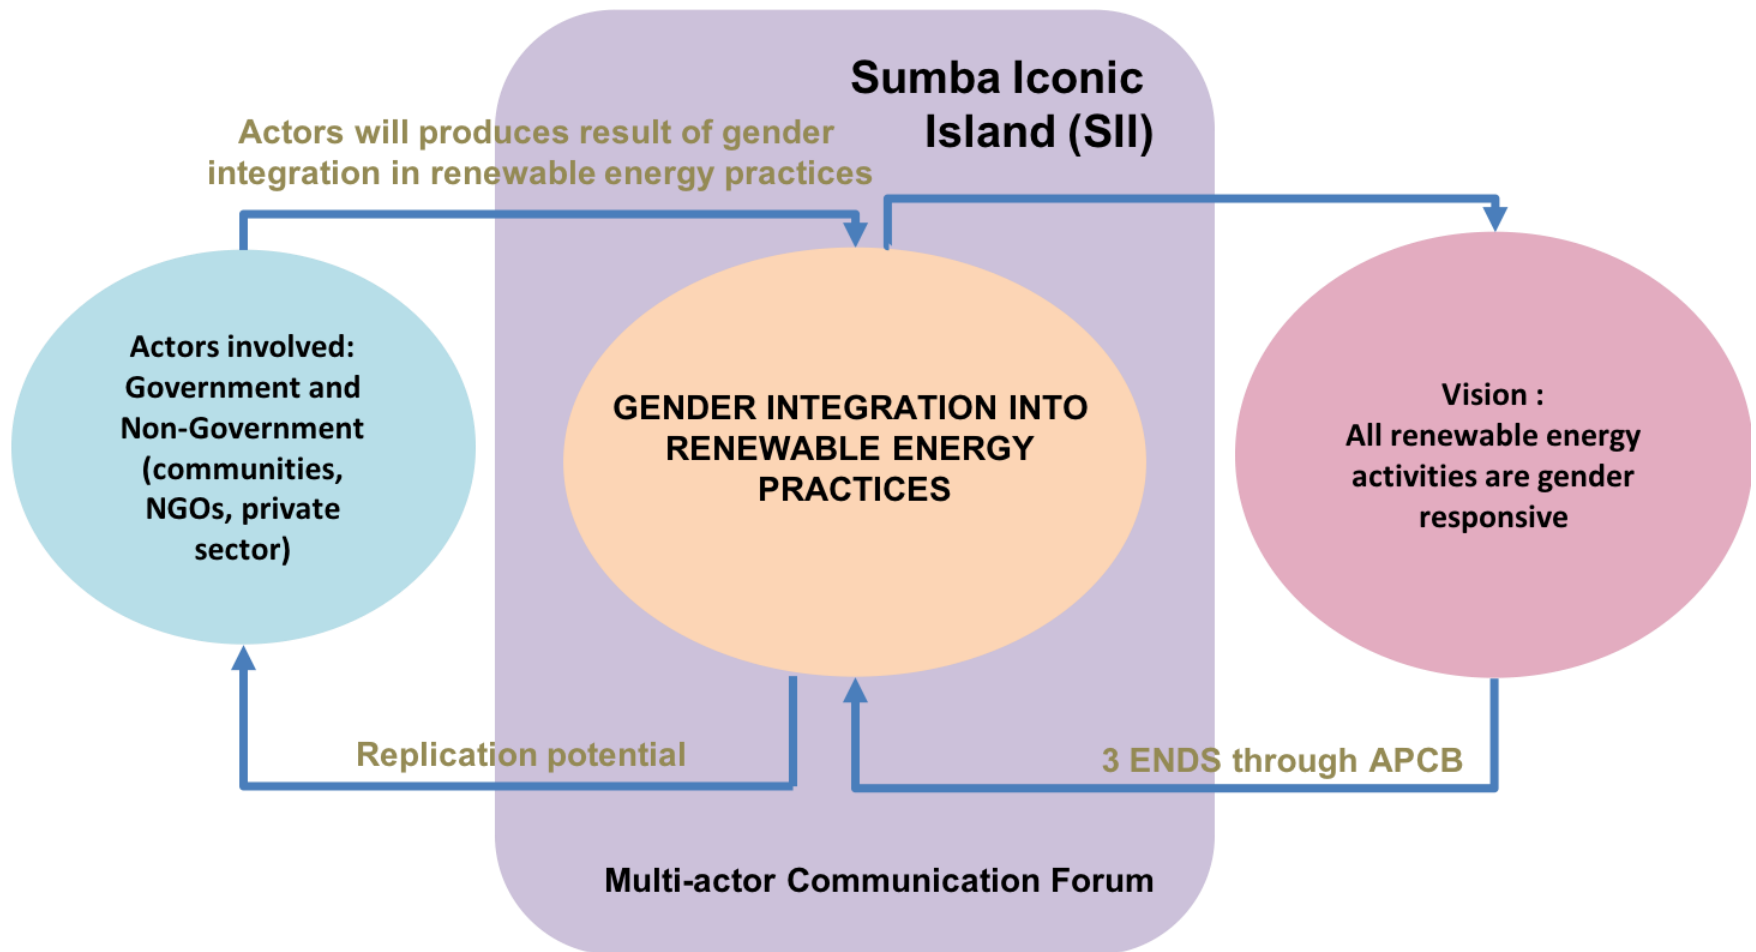 Sumba Iconic
Island (SII)
Actors will produces result of gender
integration in renewable energy practices
Actors involved:
Government and
Non-Government
(communities,
NGOs, private
sector)
GENDER INTEGRATION INTO
RENEWABLE ENERGY
PRACTICES
Vision :
All renewable energy
activities are gender
responsive
Replication potential
3 ENDS through APCB
Multi-actor Communication Forum